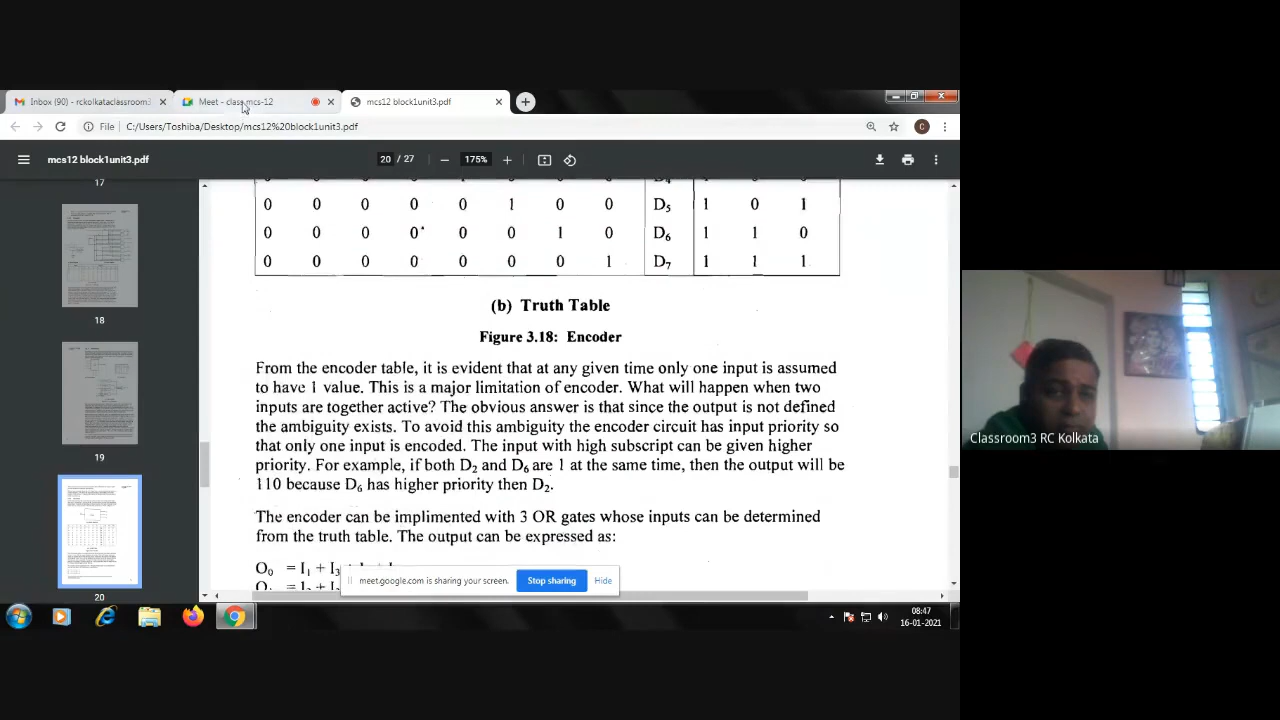 Inbox (90) - rckolkataclassroom3
Meet - class mcs-12
mcs12 block1unit3.pdf
File
C:/Users/Toshiba/Desktop/mcs12%20block1unit3.pdf
C
mcs12 block1unit3.pdf
20 / 27
175%
17
18
19
20
0 0 0 0 0 1 0 0 D5 1 0 1
0 0 0 0 0 0 1 0 D6 1 1 0
0 0 0 0 0 0 0 1 D7 1 1 1
(b) Truth Table
Figure 3.18: Encoder
From the encoder table, it is evident that at any given time only one input is assumed
to have 1 value. This is a major limitation of encoder. What will happen when two
inputs are together active? The obvious answer is that since the output is not defined
the ambiguity exists. To avoid this ambiguity the encoder circuit has input priority so
that only one input is encoded. The input with high subscript can be given higher
priority. For example, if both D2 and D6 are 1 at the same time, then the output will be
110 because D6 has higher priority then D2.
The encoder can be implimented with 3 OR gates whose inputs can be determined
from the truth table. The output can be expressed as:
O0 = I1 + I3
meet.google.com is sharing your screen.
Stop sharing
Hide
08:47
16-01-2021
Classroom3 RC Kolkata